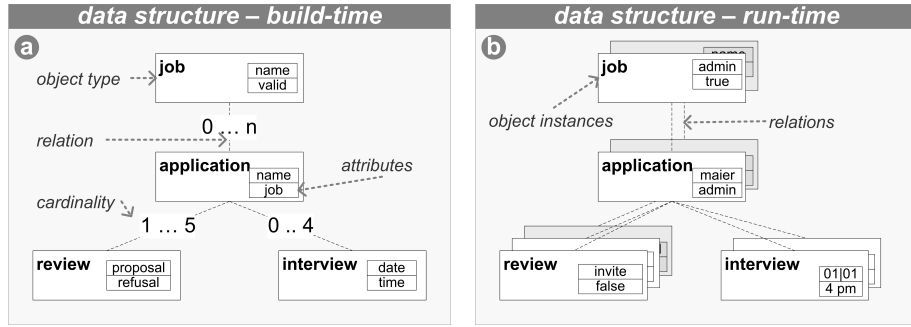 data structure – build-time
a
job
name
valid
object type
0 ... n
relation
application
name
job
attributes
cardinality
1 ... 5
0 .. 4
review
proposal
refusal
interview
date
time
data structure – run-time
b
name
job
admin
true
object instances
relations
application
maier
admin
review
invite
false
interview
01|01
4 pm